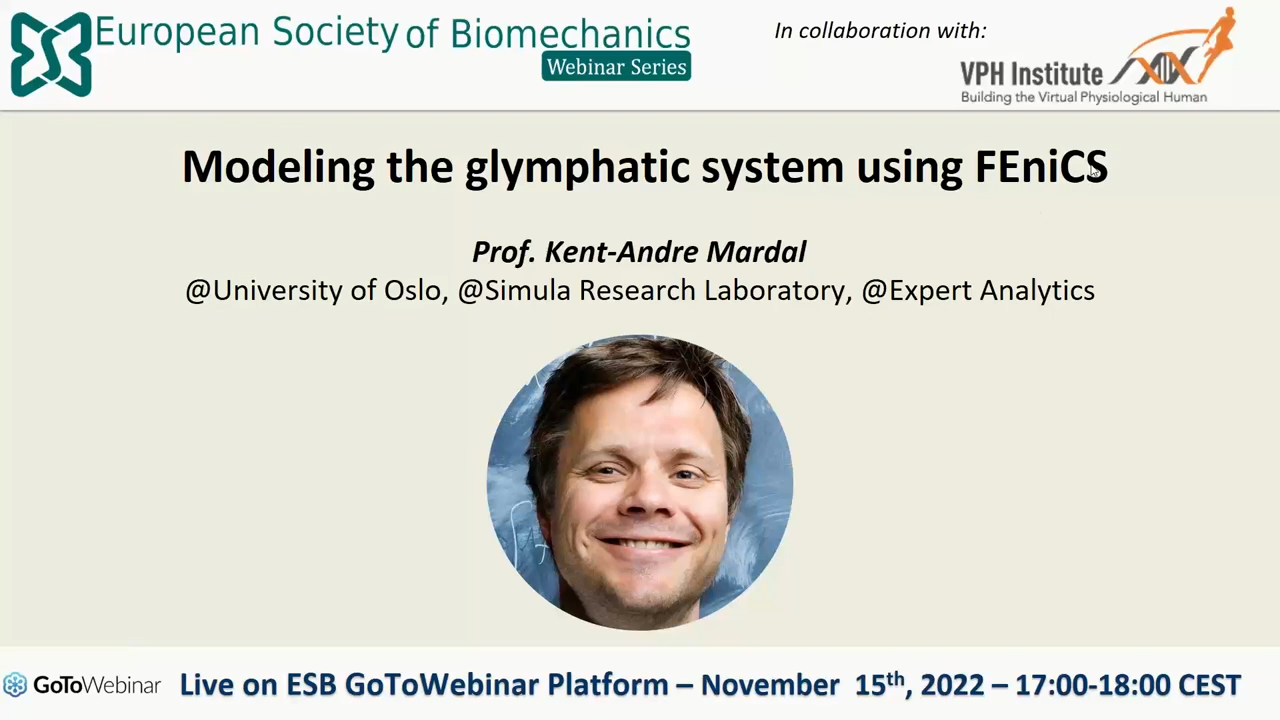 European Society of Biomechanics
Webinar Series
In collaboration with:
VPH Institute
Building the Virtual Physiological Human
Modeling the glymphatic system using FEniCS
Prof. Kent-Andre Mardal
@University of Oslo, @Simula Research Laboratory, @Expert Analytics
GoToWebinar
Live on ESB GoToWebinar Platform – November 15th, 2022 – 17:00-18:00 CEST